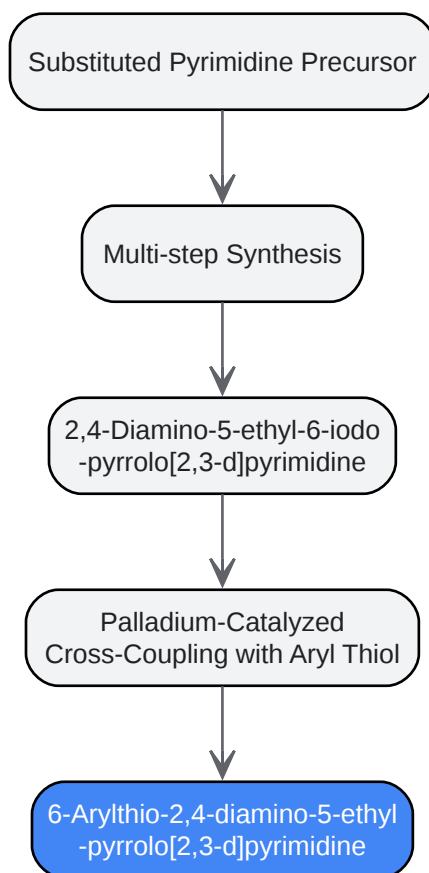 Substituted Pyrimidine Precursor
Multi-step Synthesis
2,4-Diamino-5-ethyl-6-iodo
-pyrrolo[2,3-d]pyrimidine
Palladium-Catalyzed
Cross-Coupling with Aryl Thiol
6-Arylthio-2,4-diamino-5-ethyl
-pyrrolo[2,3-d]pyrimidine